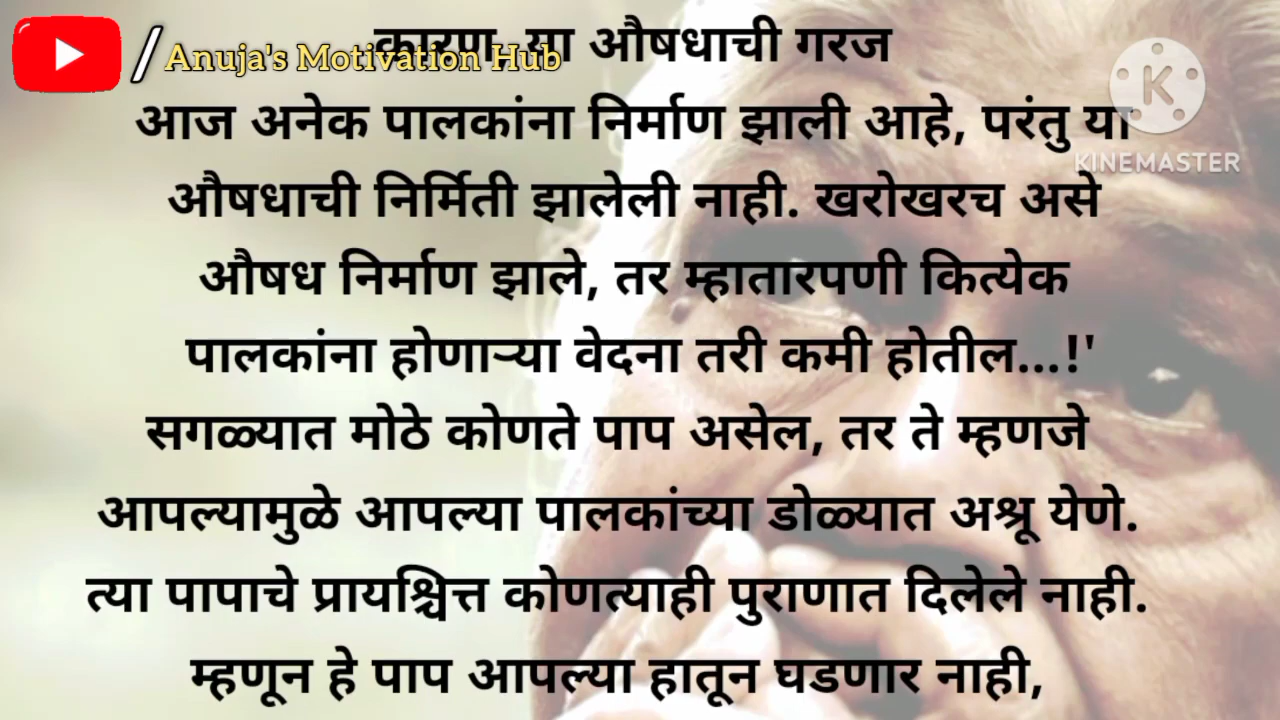 Anuja's Motivation Hub
कारण या औषधाची गरज
आज अनेक पालकांना निर्माण झाली आहे, परंतु या
KINEMASTER
औषधाची निर्मिती झालेली नाही. खरोखरच असे
औषध निर्माण झाले, तर म्हातारपणी कित्येक
पालकांना होणाऱ्या वेदना तरी कमी होतील...!'
सगळ्यात मोठे कोणते पाप असेल, तर ते म्हणजे
आपल्यामुळे आपल्या पालकांच्या डोळ्यात अश्रू येणे.
त्या पापाचे प्रायश्चित्त कोणत्याही पुराणात दिलेले नाही.
म्हणून हे पाप आपल्या हातून घडणार नाही,